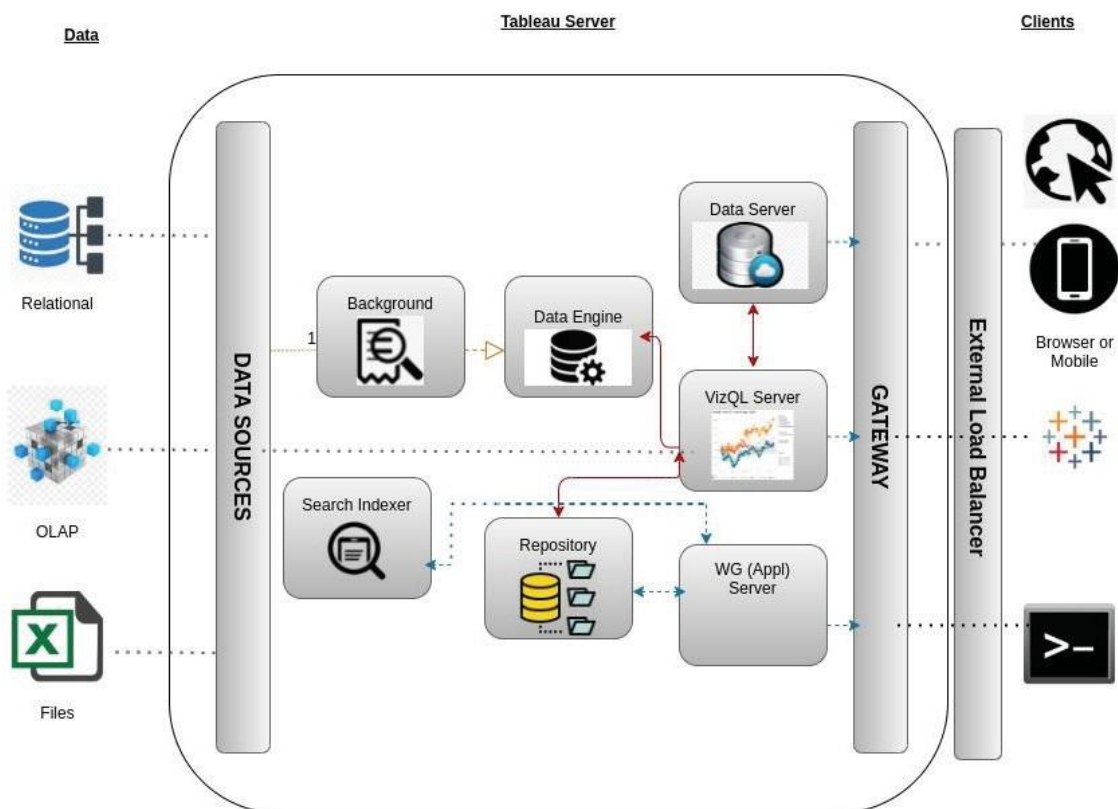 Data
Tableau Server
Clients
Relational
OLAP
Files
DATA SOURCES
1
Background
Data Engine
Data Server
VizQL Server
Search Indexer
Repository
WG (Appl)
Server
GATEWAY
External Load Balancer
Browser or
Mobile
>-